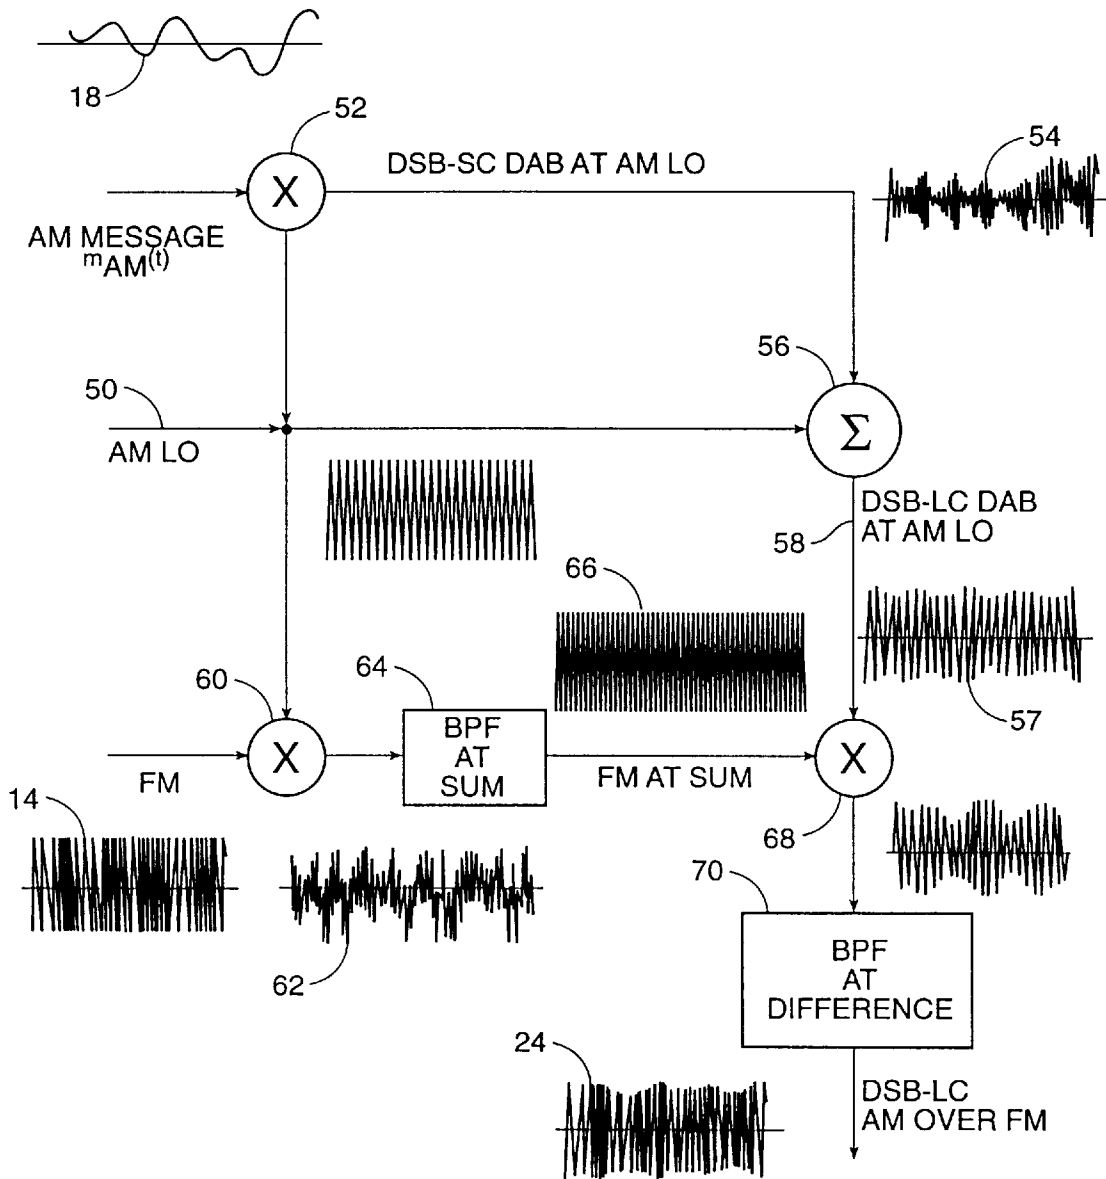 18
52
X
DSB-SC DAB AT AM LO
54
AM MESSAGE
mAM(t)
50
AM LO
56
Σ
DSB-LC DAB
AT AM LO
58
66
57
60
X
64
BPF
AT
SUM
FM
FM AT SUM
X
68
14
62
70
BPF
AT
DIFFERENCE
24
DSB-LC
AM OVER FM